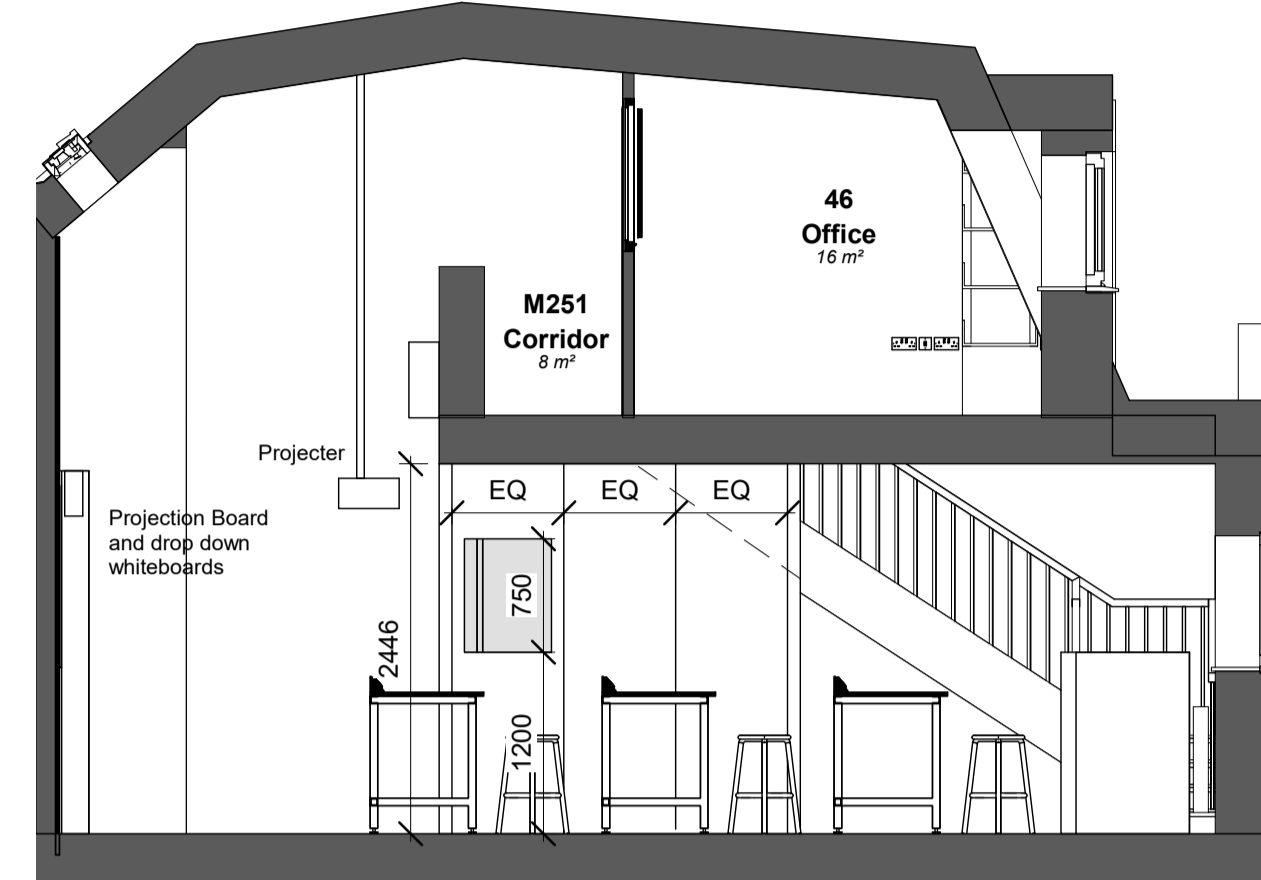 46
Office
16 m²
M251
Corridor
8 m²
Projecter
EQ EQ EQ
Projection Board
and drop down
whiteboards
750
2446
1200